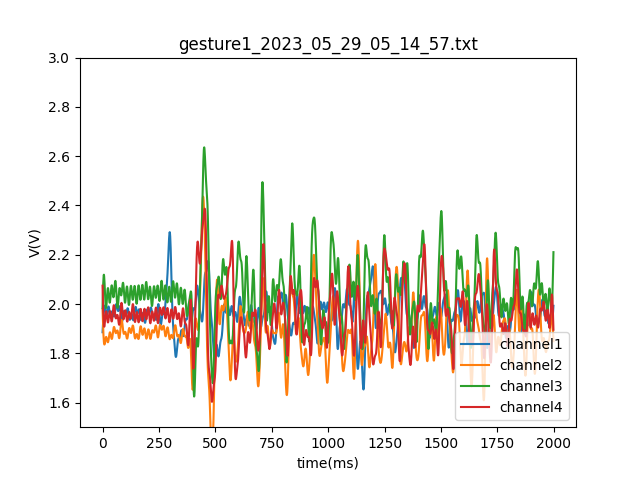 gesture1_2023_05_29_05_14_57.txt
3.0
2.8
2.6
2.4
2.2
2.0
1.8
1.6
V(V)
0 250 500 750 1000 1250 1500 1750 2000
time(ms)
channel1
channel2
channel3
channel4